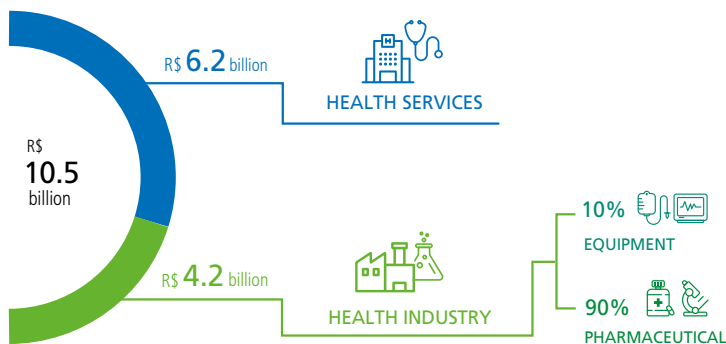 R$ 6.2 billion
H
HEALTH SERVICES
R$
10.5
billion
10%
EQUIPMENT
R$ 4.2 billion
HEALTH INDUSTRY
90%
PHARMACEUTICAL